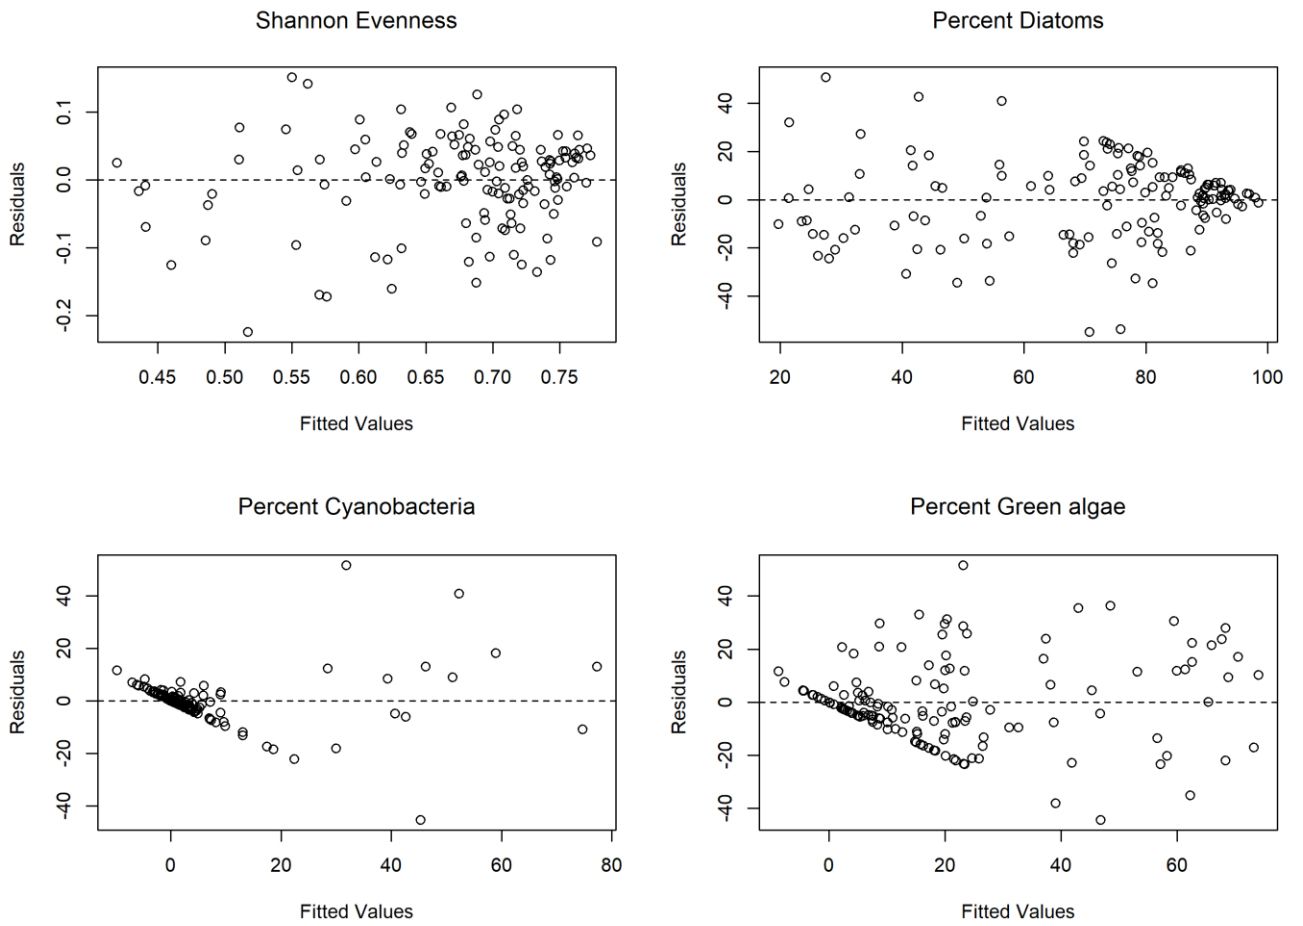 Shannon Evenness
Percent Diatoms
Residuals
0.1
0.0
-0.1
-0.2
0.45 0.50 0.55 0.60 0.65 0.70 0.75
Fitted Values
Residuals
40
20
0
-20
-40
20 40 60 80 100
Fitted Values
Percent Cyanobacteria
Percent Green algae
Residuals
40
20
0
-20
-40
0 20 40 60 80
Fitted Values
Residuals
40
20
0
-20
-40
0 20 40 60
Fitted Values